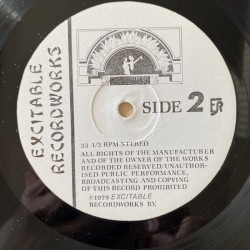 EXCITABLE
RECORDWORKS
SIDE 2
33 1/3 RPM STEREO
ALL RIGHTS OF THE MANUFACTURER
AND OF THE OWNER OF THE WORKS
RECORDED RESERVED/UNAUTHOR-
ISED PUBLIC PERFORMANCE,
BROADCASTING AND COPYING
OF THIS RECORD PROHIBITED
℗1979 EXCITABLE
RECORDWORKS BV.